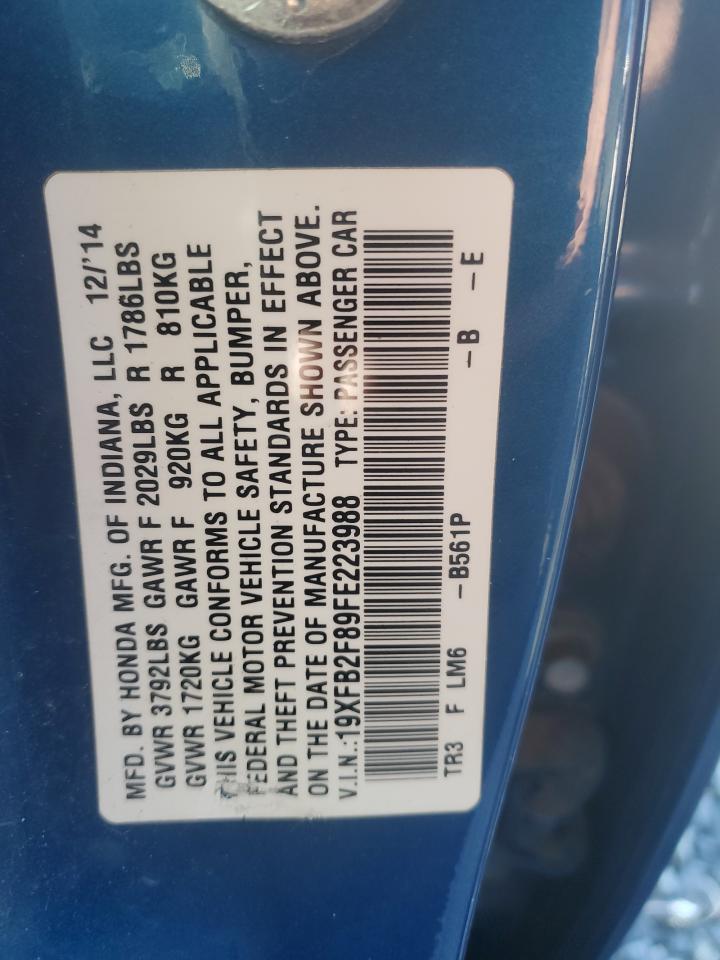 MFD. BY HONDA MFG. OF INDIANA, LLC 12/'14
GVWR 3792LBS GAWR F 2029LBS R 1786LBS
GVWR 1720KG GAWR F 920KG R 810KG
THIS VEHICLE CONFORMS TO ALL APPLICABLE
FEDERAL MOTOR VEHICLE SAFETY, BUMPER,
AND THEFT PREVENTION STANDARDS IN EFFECT
ON THE DATE OF MANUFACTURE SHOWN ABOVE.
V.I.N.:19XFB2F89FE223988 TYPE: PASSENGER CAR
TR3 F LM6 -B561P -B -E